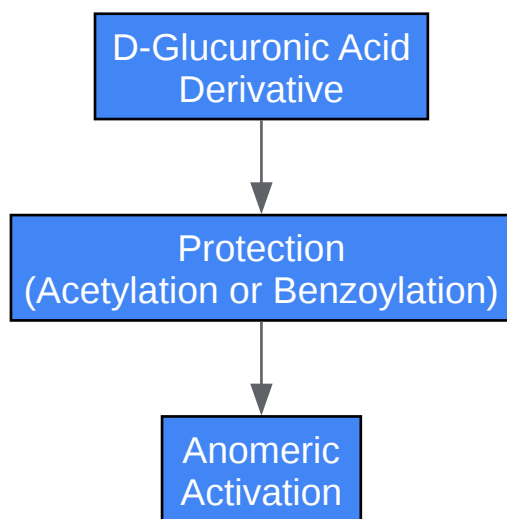 D-Glucuronic Acid
Derivative
Protection
(Acetylation or Benzoylation)
Anomeric
Activation